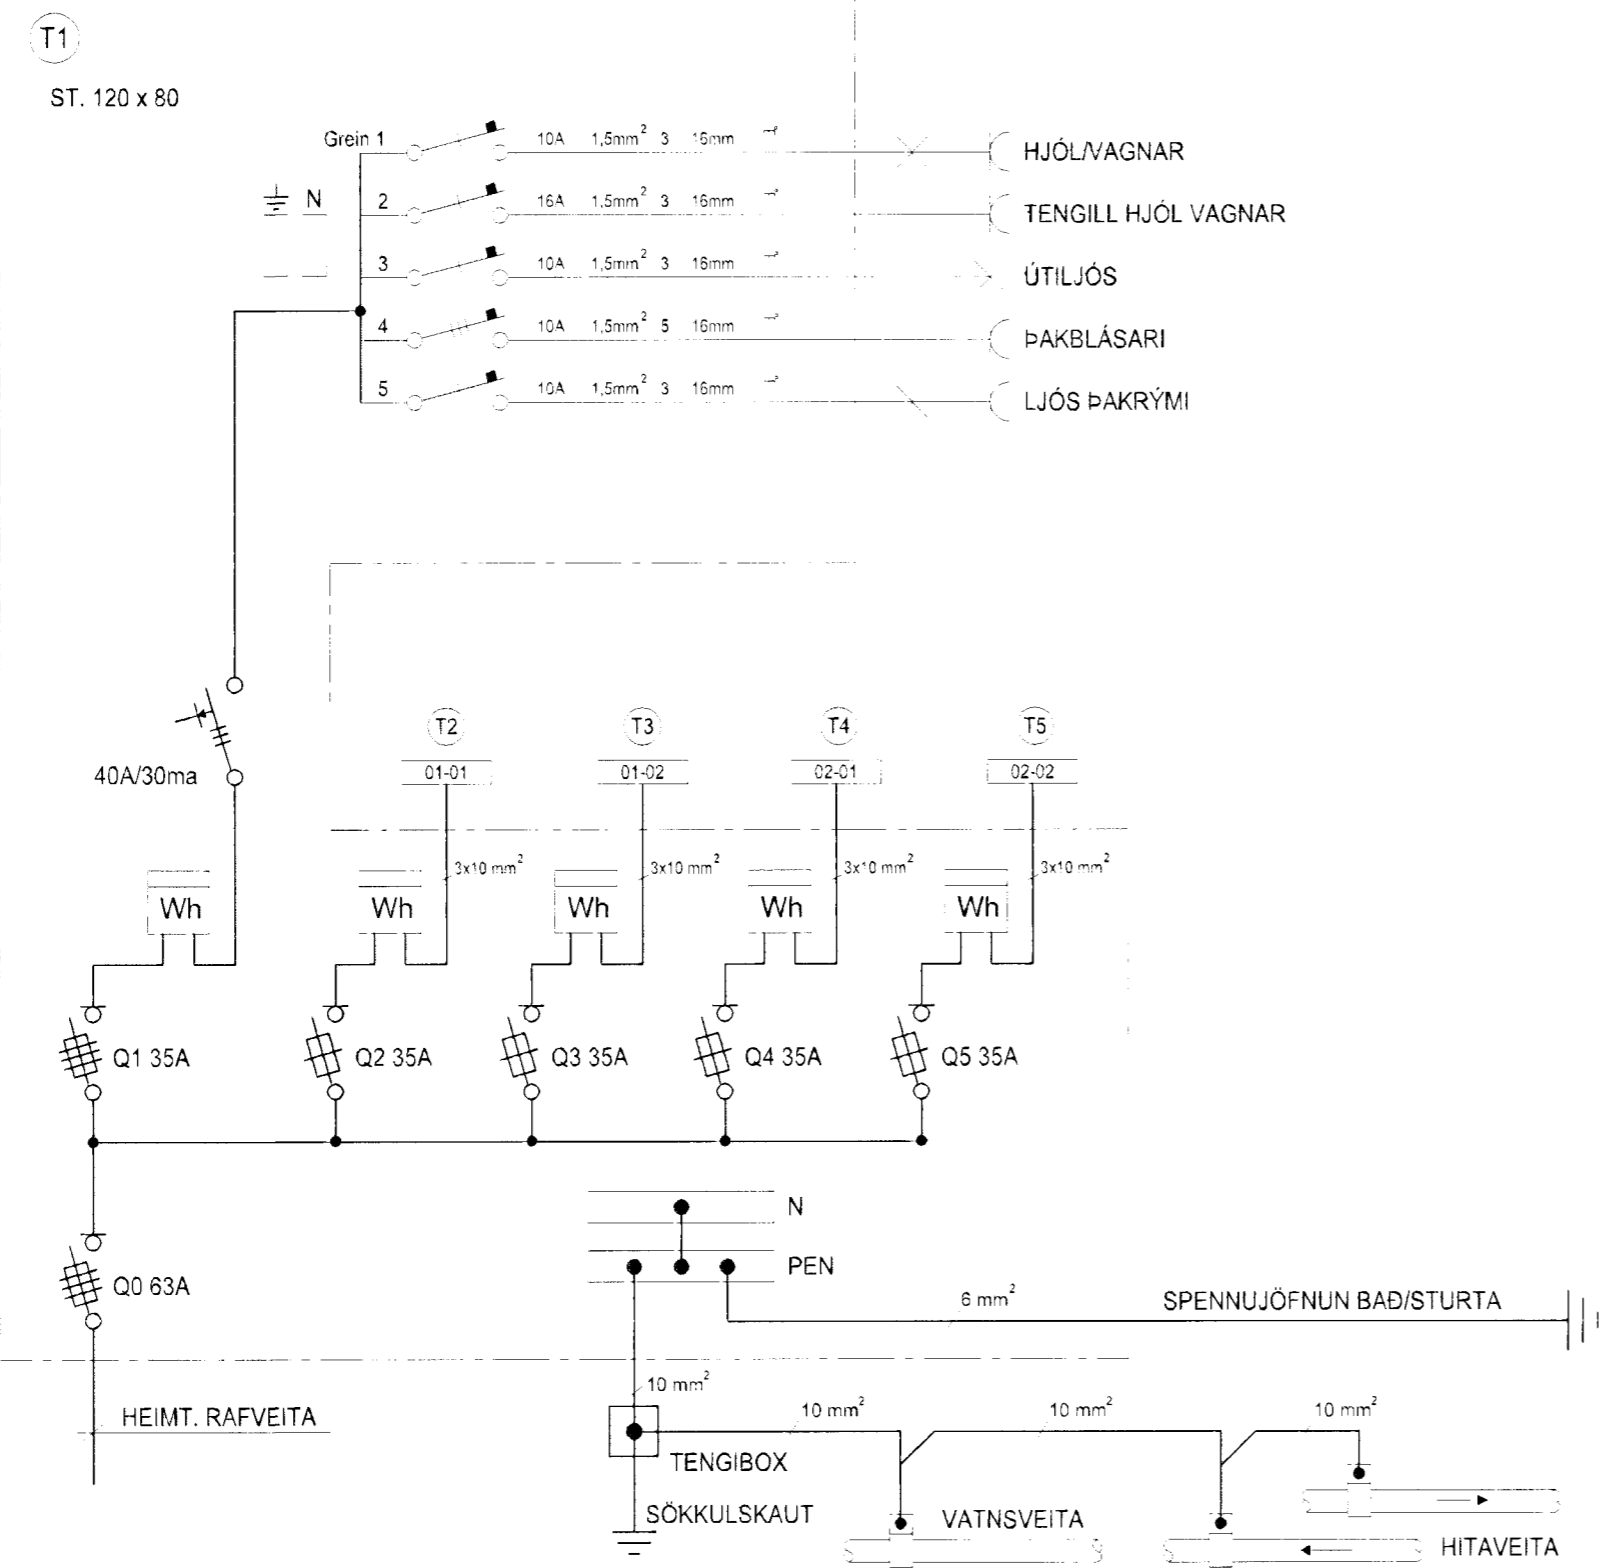 T1
ST. 120 x 80
Grein 1 10A 1,5mm² 3 16mm HJÓL/VAGNAR
N 2 16A 1,5mm² 3 16mm TENGILL HJÓL VAGNAR
3 10A 1,5mm² 3 16mm ÚTILJÓS
4 10A 1,5mm² 5 16mm ÞAKBLÁSARI
5 10A 1,5mm² 3 16mm LJÓS ÞAKRÝMI
T2 T3 T4 T5
40A/30ma 01-01 01-02 02-01 02-02
3x10 mm² 3x10 mm² 3x10 mm² 3x10 mm²
Wh Wh Wh Wh Wh
Q1 35A Q2 35A Q3 35A Q4 35A Q5 35A
N
PEN
Q0 63A
6 mm² SPENNUJÖFNUN BAÐ/STURTA
10 mm²
HEIMT. RAFVEITA 10 mm² 10 mm² 10 mm²
TENGIBOX
SÖKKULSKAUT VATNSVEITA
HITAVEITA